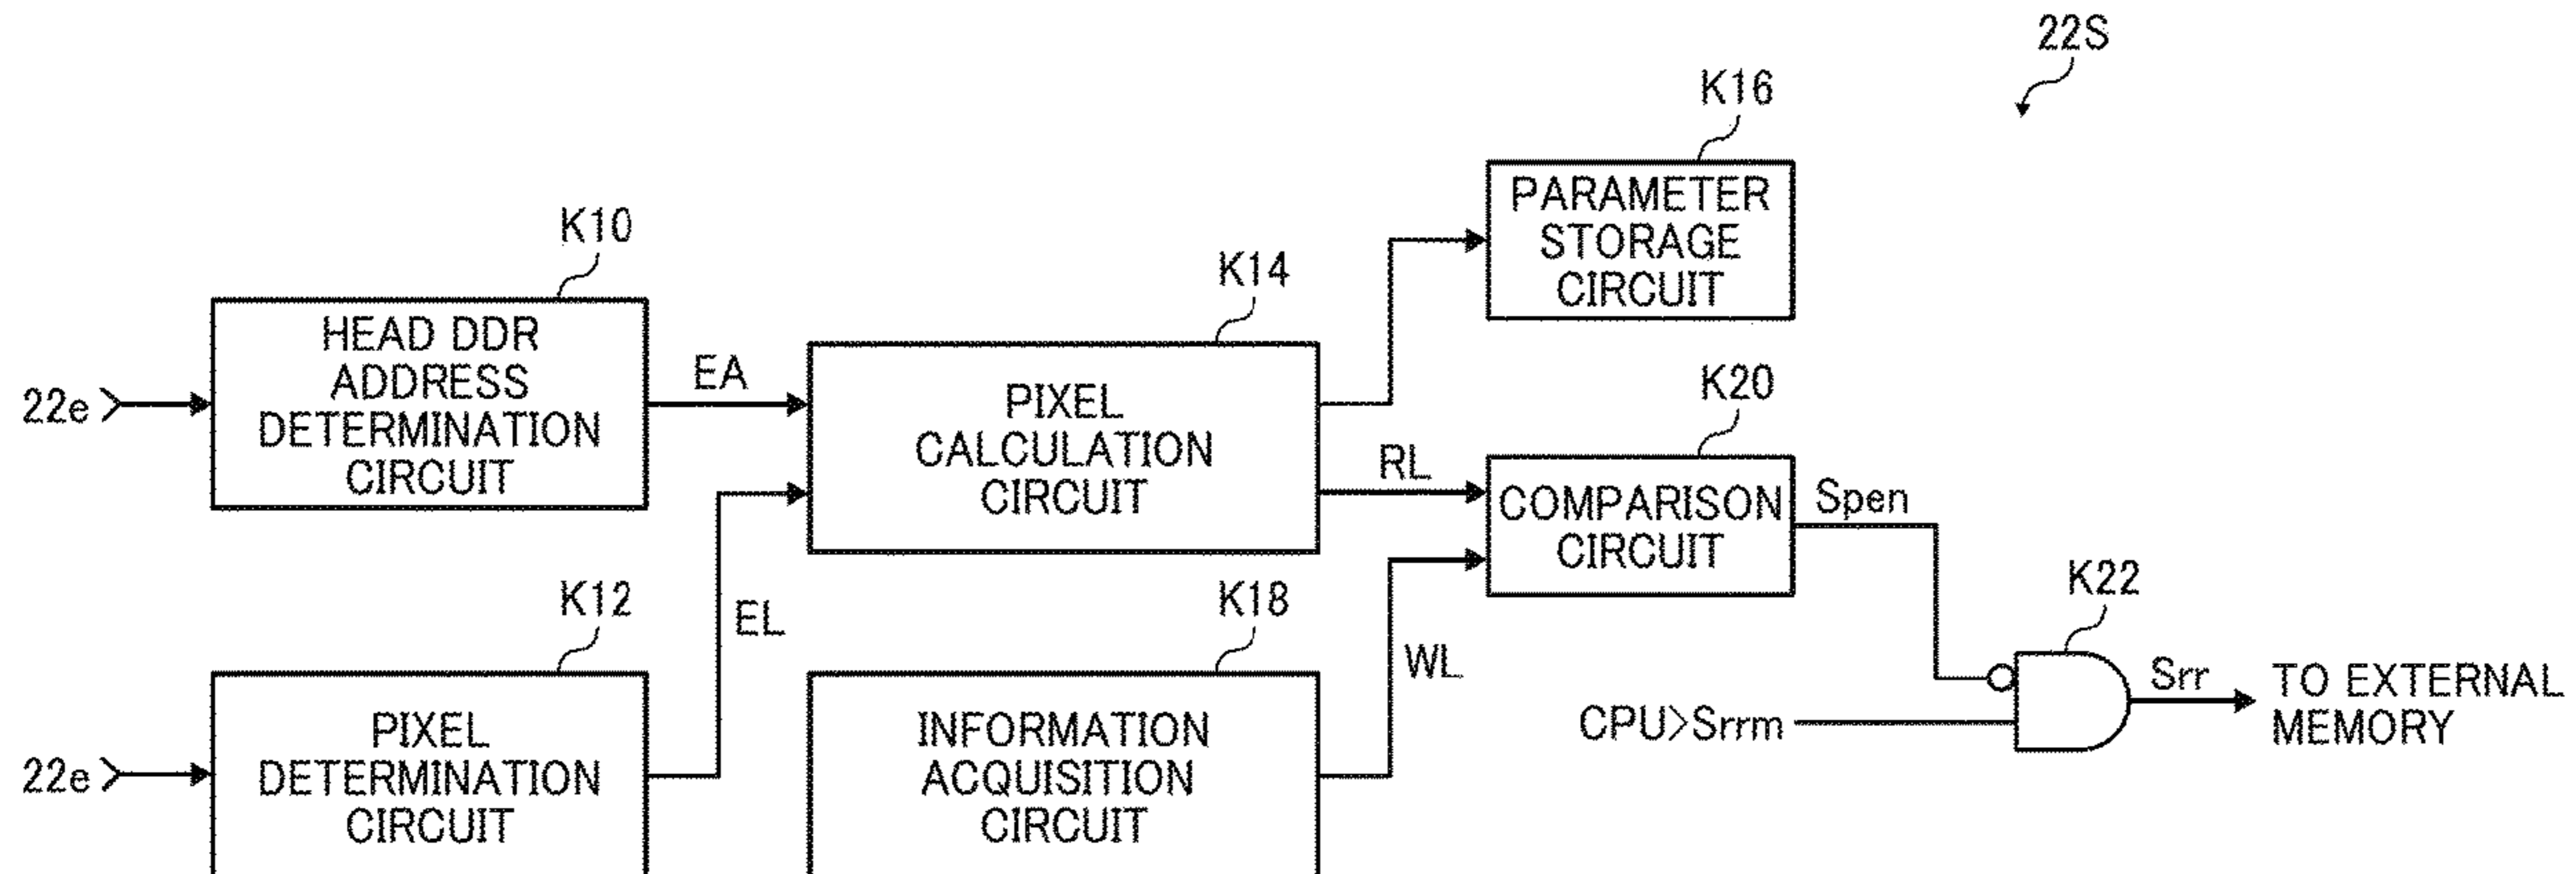 22S
K16
PARAMETER
STORAGE
CIRCUIT
K10
HEAD DDR
ADDRESS
DETERMINATION
CIRCUIT
22e
EA
K14
PIXEL
CALCULATION
CIRCUIT
RL
K20
COMPARISON
CIRCUIT
Spen
K12
PIXEL
DETERMINATION
CIRCUIT
22e
EL
K18
INFORMATION
ACQUISITION
CIRCUIT
WL
K22
CPU>Srrm
Srr
TO EXTERNAL
MEMORY